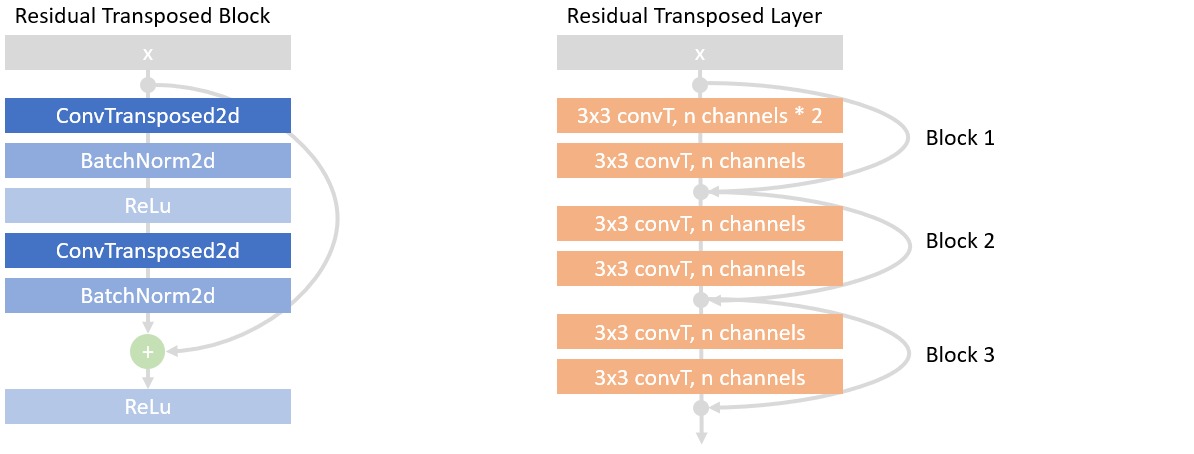 Residual Transposed Block
x
ConvTransposed2d
BatchNorm2d
ReLu
ConvTransposed2d
BatchNorm2d
+
ReLu
Residual Transposed Layer
x
3x3 convT, n channels * 2
3x3 convT, n channels
Block 1
3x3 convT, n channels
3x3 convT, n channels
Block 2
3x3 convT, n channels
3x3 convT, n channels
Block 3